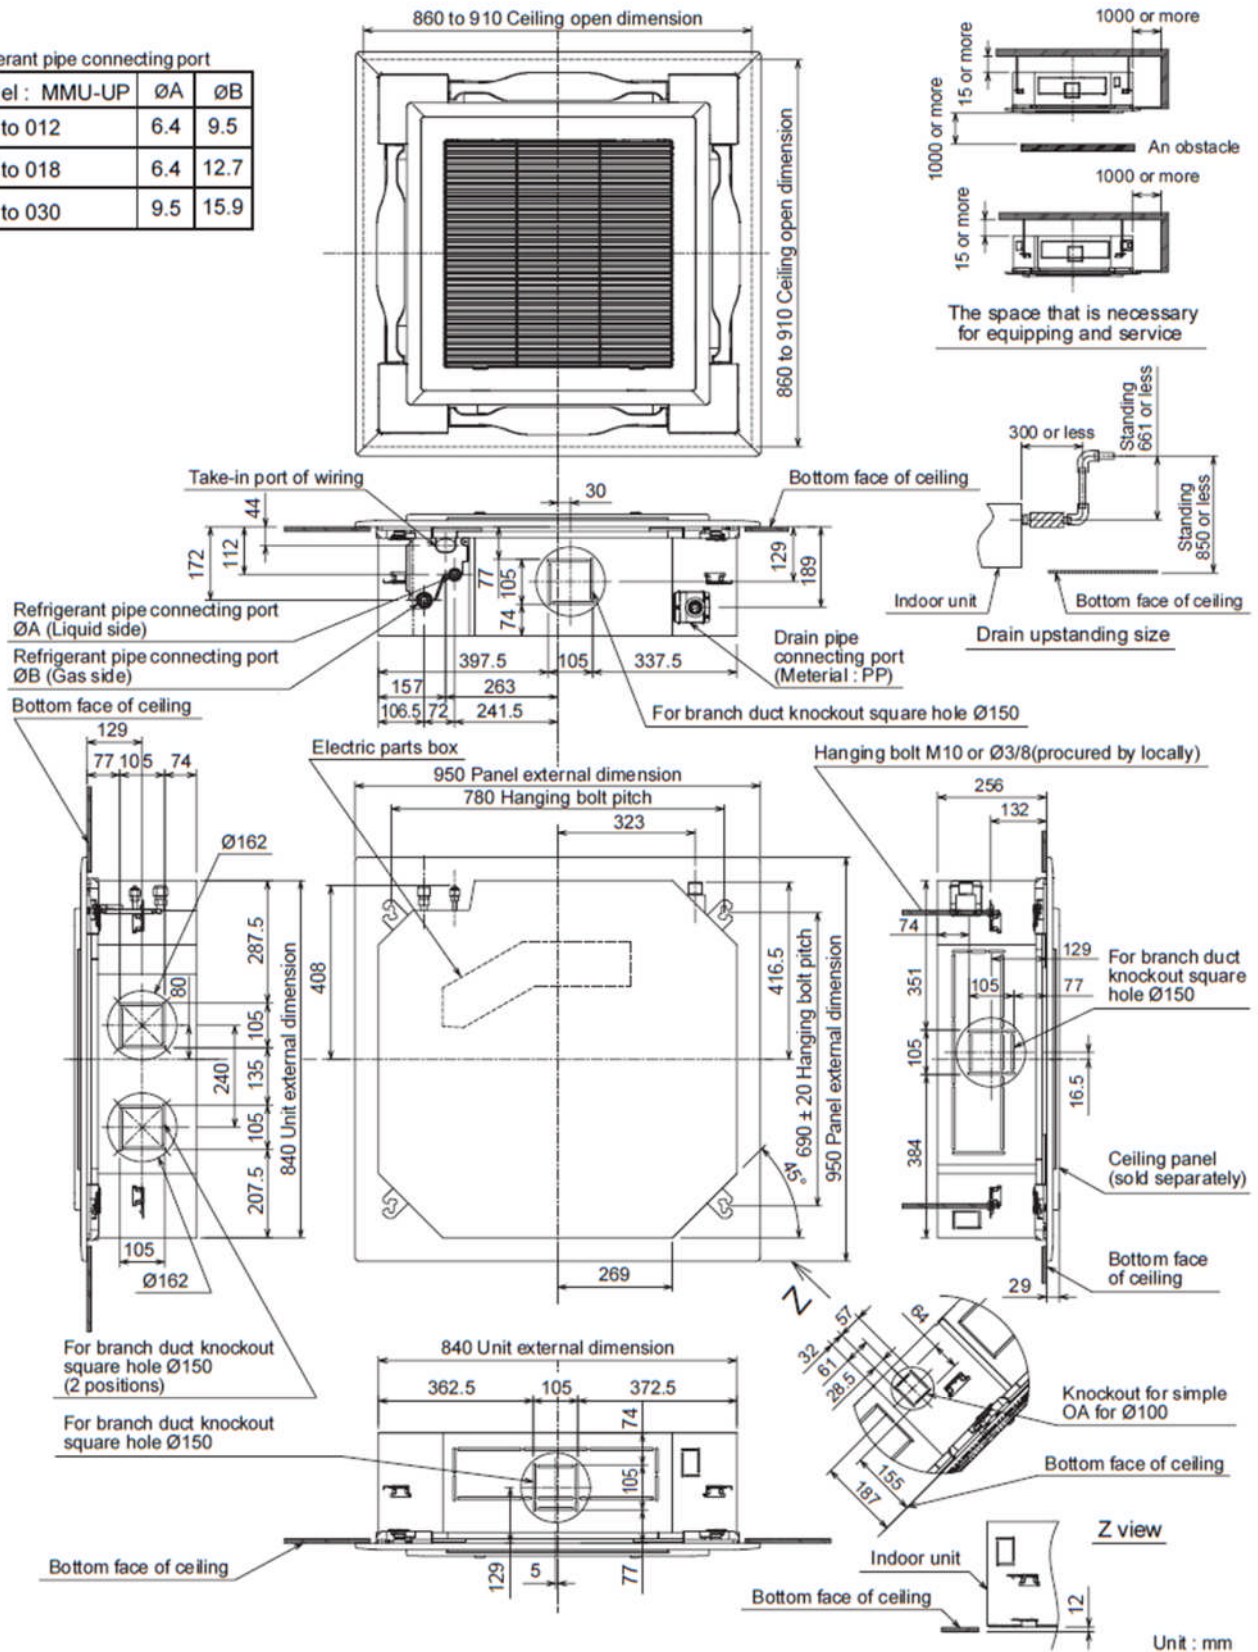 860 to 910 Ceiling open dimension
erant pipe connecting port
el : MMU-UP ØA ØB
to 012 6.4 9.5
to 018 6.4 12.7
to 030 9.5 15.9
860 to 910 Ceiling open dimension
1000 or more
15 or more
1000 or more
An obstacle
1000 or more
15 or more
The space that is necessary
for equipping and service
300 or less
Standing
661 or less
Standing
850 or less
Indoor unit
Bottom face of ceiling
Drain upstanding size
Take-in port of wiring
30
Bottom face of ceiling
44
112
172
77
105
74
129
189
Refrigerant pipe connecting port
ØA (Liquid side)
Refrigerant pipe connecting port
ØB (Gas side)
Drain pipe
connecting port
(Meterial : PP)
397.5 105 337.5
157 263
106.5 72 241.5
For branch duct knockout square hole Ø150
Bottom face of ceiling
129
77 105 74
Ø162
287.5
80
105
135
240
105
207.5
840 Unit external dimension
105
Ø162
For branch duct knockout
square hole Ø150
(2 positions)
Electric parts box
950 Panel external dimension
780 Hanging bolt pitch
323
408
416.5
690 ± 20 Hanging bolt pitch
950 Panel external dimension
45°
269
Z
Hanging bolt M10 or Ø3/8(procured by locally)
256
132
74
129
351
105
77
105
16.5
384
For branch duct
knockout square
hole Ø150
Ceiling panel
(sold separately)
Bottom face
of ceiling
29
840 Unit external dimension
362.5 105 372.5
74
105
For branch duct knockout
square hole Ø150
Bottom face of ceiling
129
5
77
57
64
32
61
28.5
Knockout for simple
OA for Ø100
155
187
Bottom face of ceiling
Z view
Indoor unit
Bottom face of ceiling
12
Unit : mm